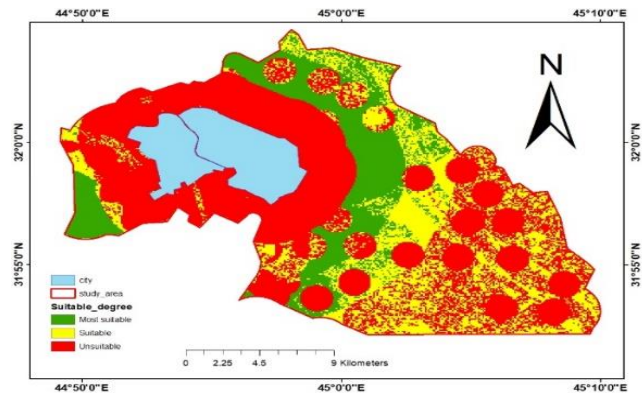 44°50'0"E 45°0'0"E 45°10'0"E
N
32°0'0"N 32°0'0"N
31°55'0"N 31°55'0"N
city
study_area
Suitable_degree
Most suitable
Suitable
Unsuitable
0 2.25 4.5 9 Kilometers
44°50'0"E 45°0'0"E 45°10'0"E